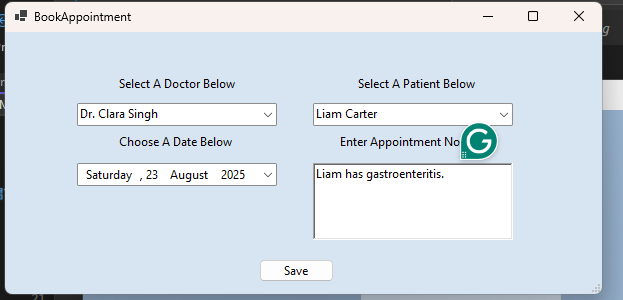 BookAppointment
Select A Doctor Below
Select A Patient Below
Dr. Clara Singh
Liam Carter
Choose A Date Below
Enter Appointment No
Saturday , 23 August 2025
Liam has gastroenteritis.
Save